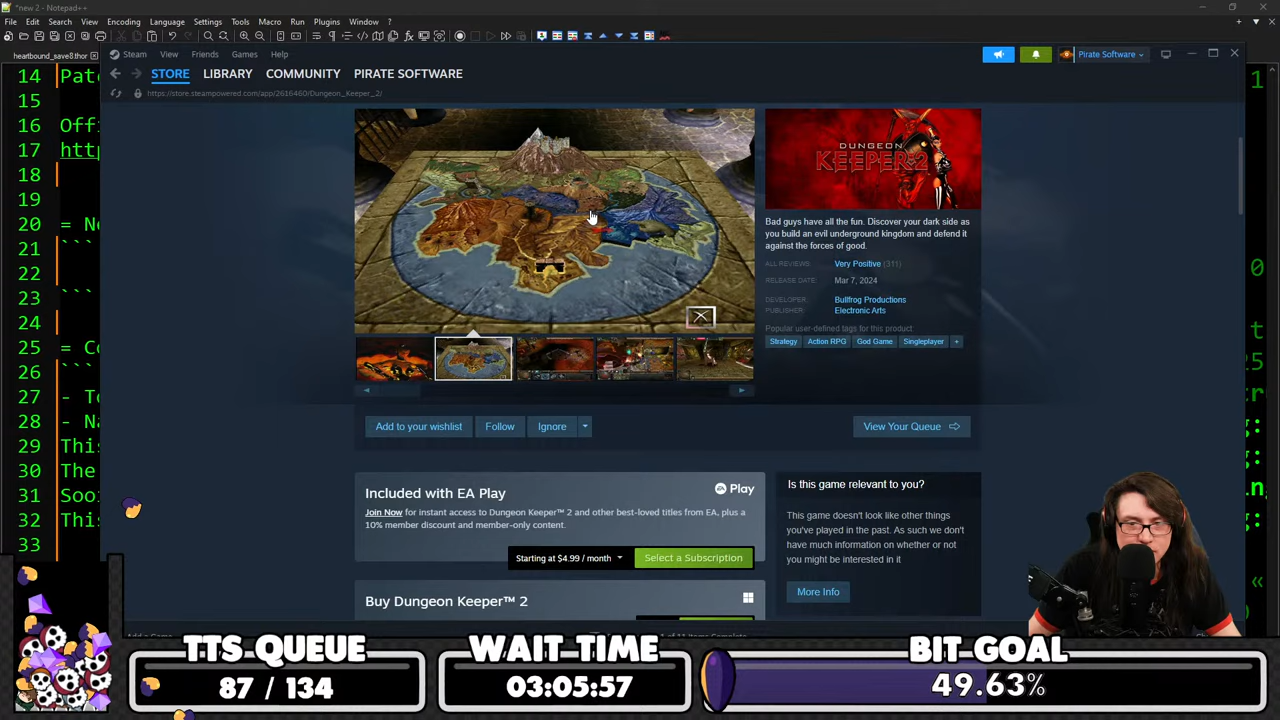 *new 2 - Notepad++
File Edit Search View Encoding Language Settings Tools Macro Run Plugins Window ?
heartbound_save8.thor
Steam View Friends Games Help
Pirate Software
STORE LIBRARY COMMUNITY PIRATE SOFTWARE
https://store.steampowered.com/app/2616460/Dungeon_Keeper_2/
14 Pat
15
16 Off
17 http
18
19
20 = Ne
21 ```
22
23 ```
24
25 = Co
26 ```
27 - To
28 - Na
29 This
30 The
31 Soo
32 This
33
DUNGEON
KEEPER 2
Bad guys have all the fun. Discover your dark side as
you build an evil underground kingdom and defend it
against the forces of good.
ALL REVIEWS: Very Positive (311)
RELEASE DATE: Mar 7, 2024
DEVELOPER: Bullfrog Productions
PUBLISHER: Electronic Arts
Popular user-defined tags for this product
Strategy Action RPG God Game Singleplayer +
Add to your wishlist Follow Ignore
View Your Queue
Included with EA Play
Play
Join Now for instant access to Dungeon Keeper™ 2 and other best-loved titles from EA, plus a
10% member discount and member-only content.
Starting at $4.99 / month Select a Subscription
Buy Dungeon Keeper™ 2
Is this game relevant to you?
This game doesn't look like other things
you've played in the past. As such we don't
have much information on whether or not
you might be interested in it
More Info
TTS QUEUE
87 / 134
WAIT TIME
03:05:57
BIT GOAL
49.63%